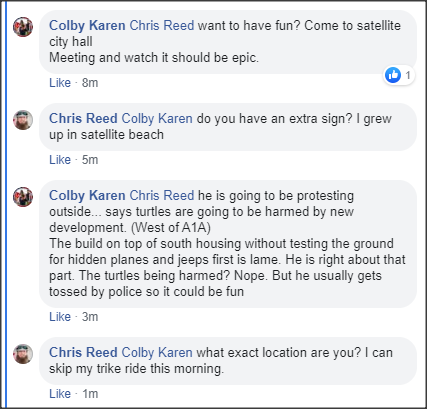 Colby Karen Chris Reed want to have fun? Come to satellite
city hall
Meeting and watch it should be epic.
1
Like · 8m
Chris Reed Colby Karen do you have an extra sign? I grew
up in satellite beach
Like · 5m
Colby Karen Chris Reed he is going to be protesting
outside... says turtles are going to be harmed by new
development. (West of A1A)
The build on top of south housing without testing the ground
for hidden planes and jeeps first is lame. He is right about that
part. The turtles being harmed? Nope. But he usually gets
tossed by police so it could be fun
Like · 3m
Chris Reed Colby Karen what exact location are you? I can
skip my trike ride this morning.
Like · 1m